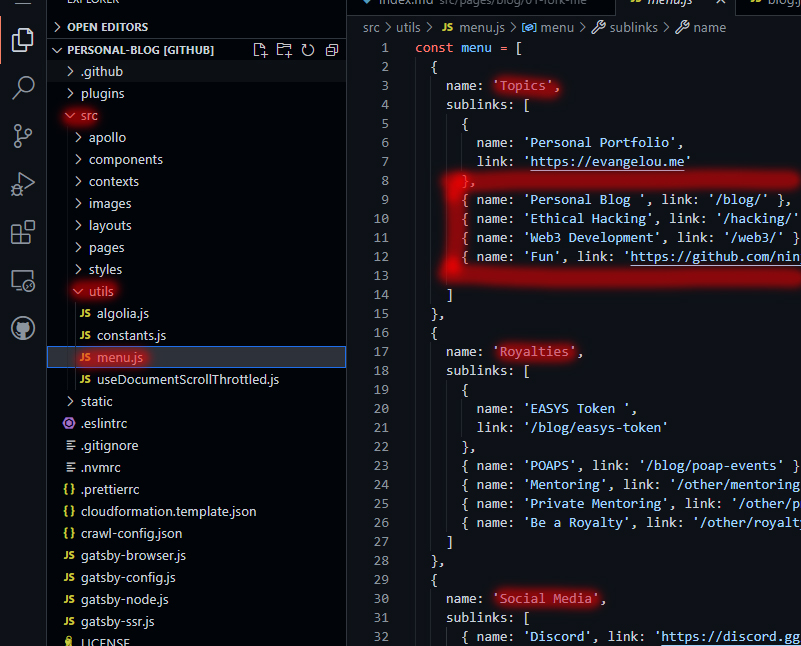 EXPLORER
OPEN EDITORS
PERSONAL-BLOG [GITHUB]
.github
plugins
src
apollo
components
contexts
images
layouts
pages
styles
utils
JS algolia.js
JS constants.js
JS menu.js
JS useDocumentScrollThrottled.js
static
.eslintrc
.gitignore
.nvmrc
{} .prettierrc
{} cloudformation.template.json
{} crawl-config.json
JS gatsby-browser.js
JS gatsby-config.js
JS gatsby-node.js
JS gatsby-ssr.js
LICENSE
index.md src/pages/blog/01-fork-me
JS menu.js
JS blog.js
src > utils > JS menu.js > menu > sublinks > name
1 const menu = [
2 {
3 name: 'Topics',
4 sublinks: [
5 {
6 name: 'Personal Portfolio',
7 link: 'https://evangelou.me'
8 },
9 { name: 'Personal Blog ', link: '/blog/' },
10 { name: 'Ethical Hacking', link: '/hacking/'
11 { name: 'Web3 Development', link: '/web3/' }
12 { name: 'Fun', link: 'https://github.com/nin
13
14 ]
15 },
16 {
17 name: 'Royalties',
18 sublinks: [
19 {
20 name: 'EASYS Token ',
21 link: '/blog/easys-token'
22 },
23 { name: 'POAPS', link: '/blog/poap-events' }
24 { name: 'Mentoring', link: '/other/mentoring
25 { name: 'Private Mentoring', link: '/other/p
26 { name: 'Be a Royalty', link: '/other/royalty
27 ]
28 },
29 {
30 name: 'Social Media',
31 sublinks: [
32 { name: 'Discord', link: 'https://discord.gg